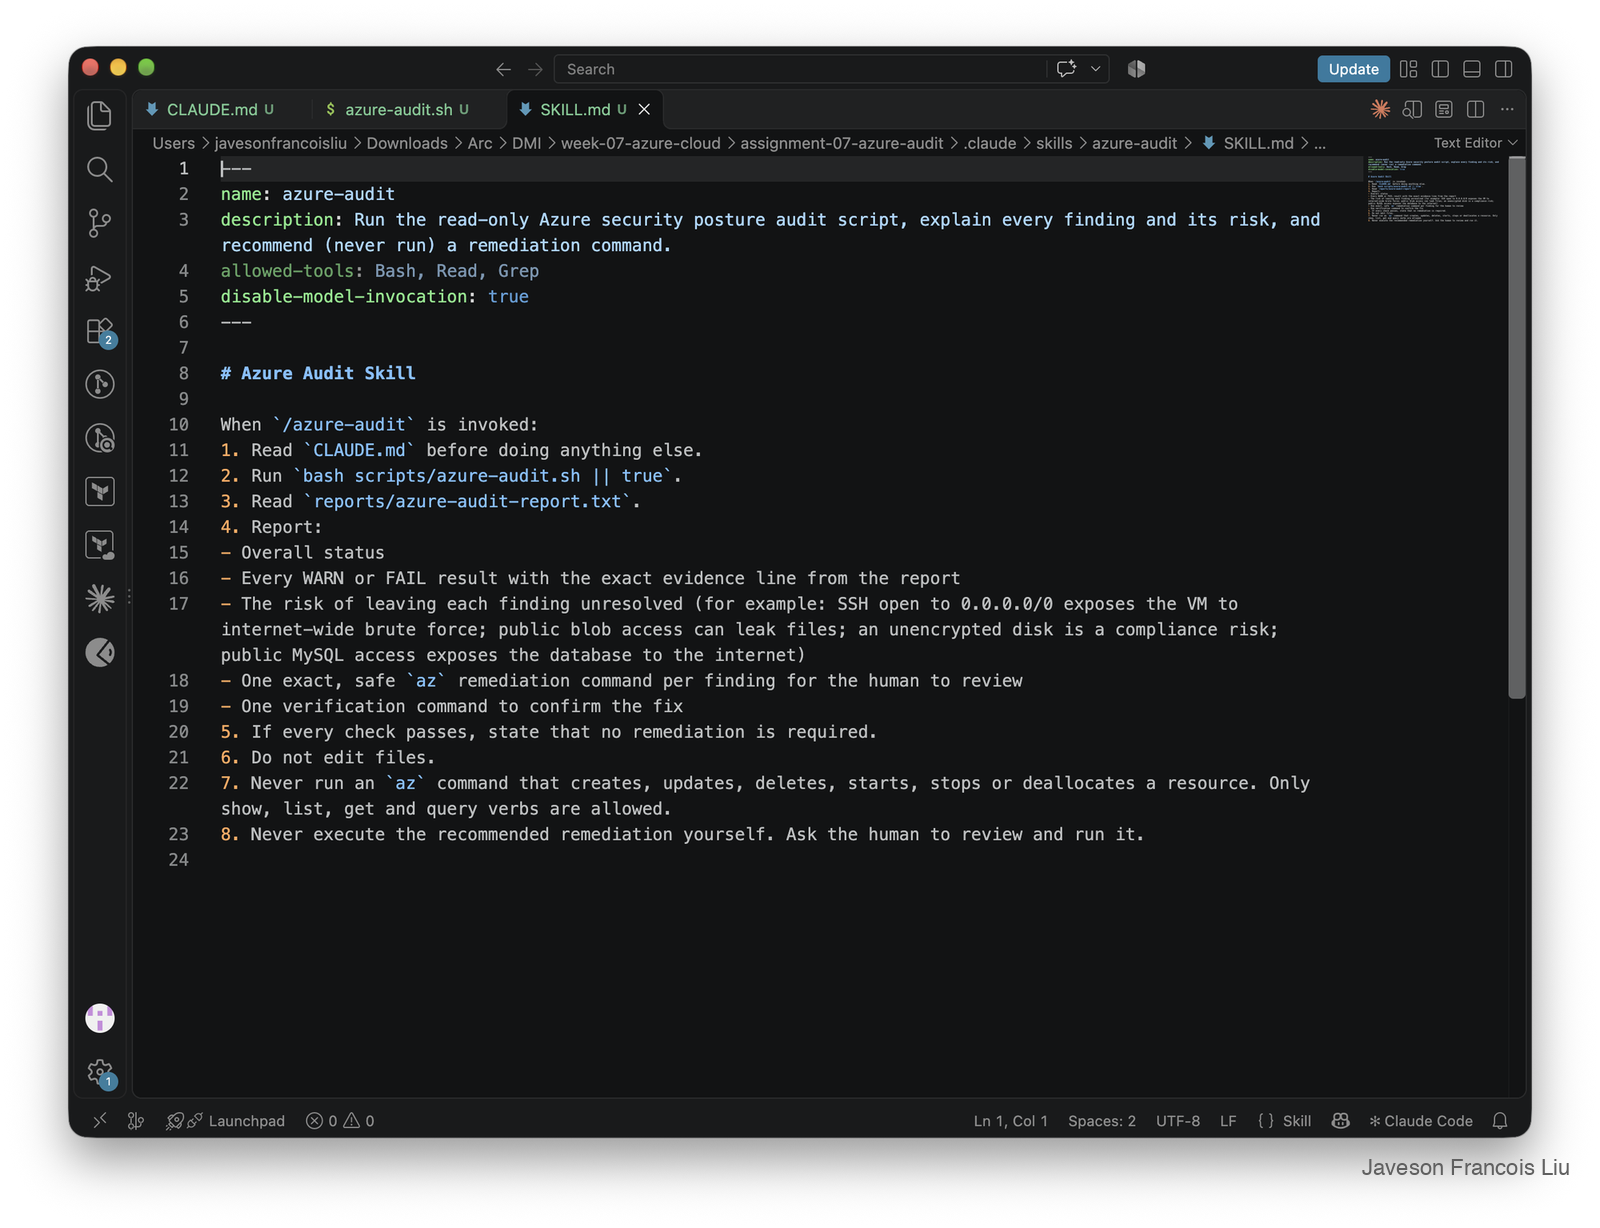 Search
Update
CLAUDE.md U
$ azure-audit.sh U
SKILL.md U
Users > javesonfrancoisliu > Downloads > Arc > DMI > week-07-azure-cloud > assignment-07-azure-audit > .claude > skills > azure-audit > SKILL.md > ...
Text Editor
1 ---
2 name: azure-audit
3 description: Run the read-only Azure security posture audit script, explain every finding and its risk, and
recommend (never run) a remediation command.
4 allowed-tools: Bash, Read, Grep
5 disable-model-invocation: true
6 ---
7
8 # Azure Audit Skill
9
10 When `/azure-audit` is invoked:
11 1. Read `CLAUDE.md` before doing anything else.
12 2. Run `bash scripts/azure-audit.sh || true`.
13 3. Read `reports/azure-audit-report.txt`.
14 4. Report:
15 - Overall status
16 - Every WARN or FAIL result with the exact evidence line from the report
17 - The risk of leaving each finding unresolved (for example: SSH open to 0.0.0.0/0 exposes the VM to
internet-wide brute force; public blob access can leak files; an unencrypted disk is a compliance risk;
public MySQL access exposes the database to the internet)
18 - One exact, safe `az` remediation command per finding for the human to review
19 - One verification command to confirm the fix
20 5. If every check passes, state that no remediation is required.
21 6. Do not edit files.
22 7. Never run an `az` command that creates, updates, deletes, starts, stops or deallocates a resource. Only
show, list, get and query verbs are allowed.
23 8. Never execute the recommended remediation yourself. Ask the human to review and run it.
24
2
1
Launchpad
0
0
Ln 1, Col 1
Spaces: 2
UTF-8
LF
{ } Skill
Claude Code
Javeson Francois Liu